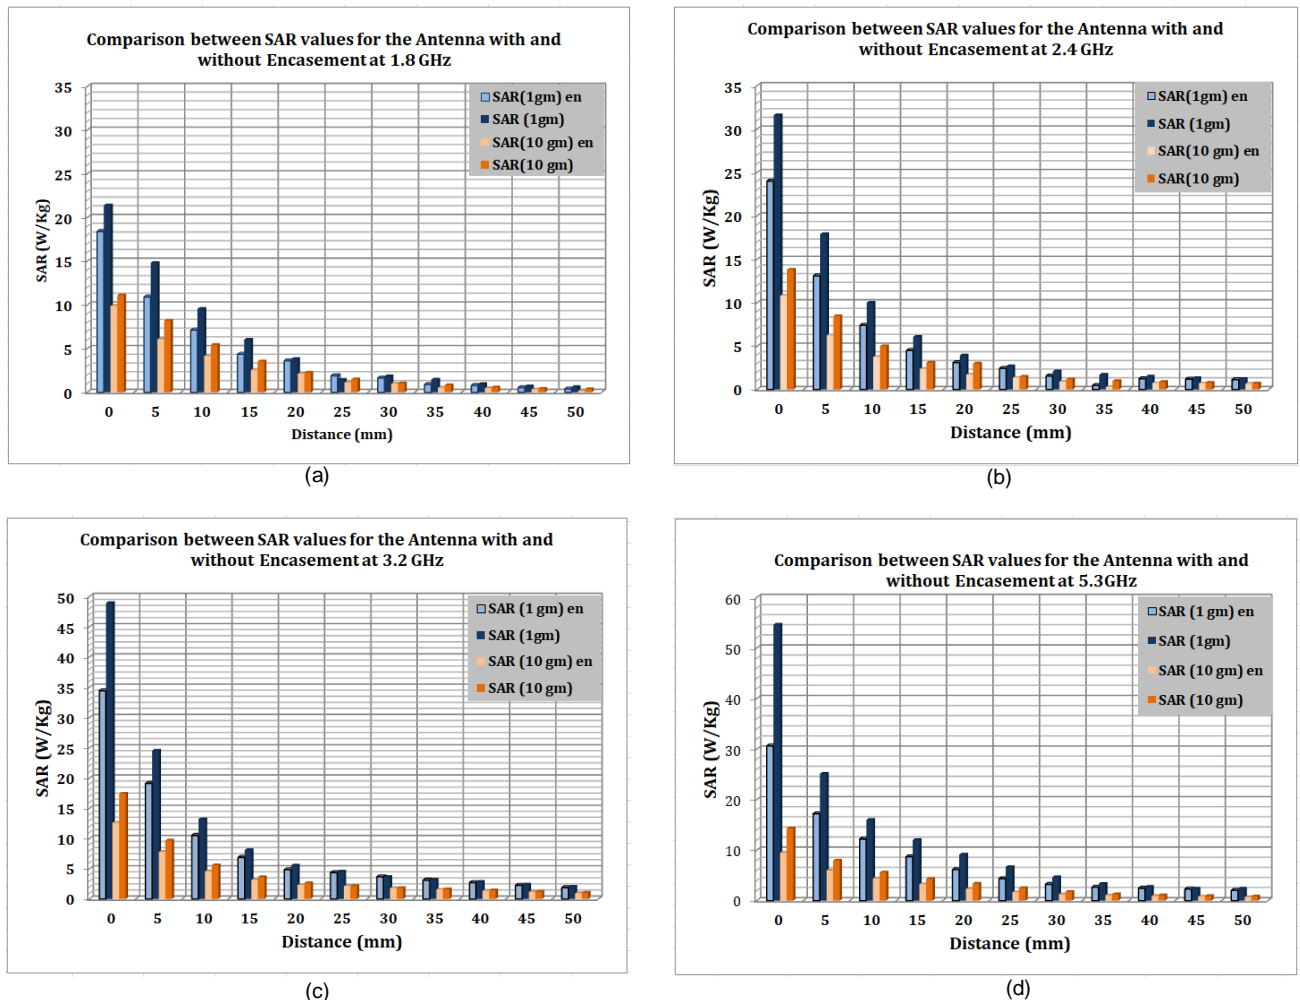 Comparison between SAR values for the Antenna with and
without Encasement at 1.8 GHz
35
30
25
20
15
10
5
0
SAR (W/Kg)
SAR(1gm) en
SAR (1gm)
SAR(10 gm) en
SAR(10 gm)
0 5 10 15 20 25 30 35 40 45 50
Distance (mm)
(a)
Comparison between SAR values for the Antenna with and
without Encasement at 2.4 GHz
35
30
25
20
15
10
5
0
SAR (W/Kg)
SAR(1gm) en
SAR (1gm)
SAR(10 gm) en
SAR(10 gm)
0 5 10 15 20 25 30 35 40 45 50
Distance (mm)
(b)
Comparison between SAR values for the Antenna with and
without Encasement at 3.2 GHz
50
45
40
35
30
25
20
15
10
5
0
SAR (W/Kg)
SAR (1 gm) en
SAR (1gm)
SAR (10 gm) en
SAR (10 gm)
0 5 10 15 20 25 30 35 40 45 50
Distance (mm)
(c)
Comparison between SAR values for the Antenna with and
without Encasement at 5.3GHz
60
50
40
30
20
10
0
SAR (W/Kg)
SAR (1 gm) en
SAR (1gm)
SAR (10 gm) en
SAR (10 gm)
0 5 10 15 20 25 30 35 40 45 50
Distance (mm)
(d)